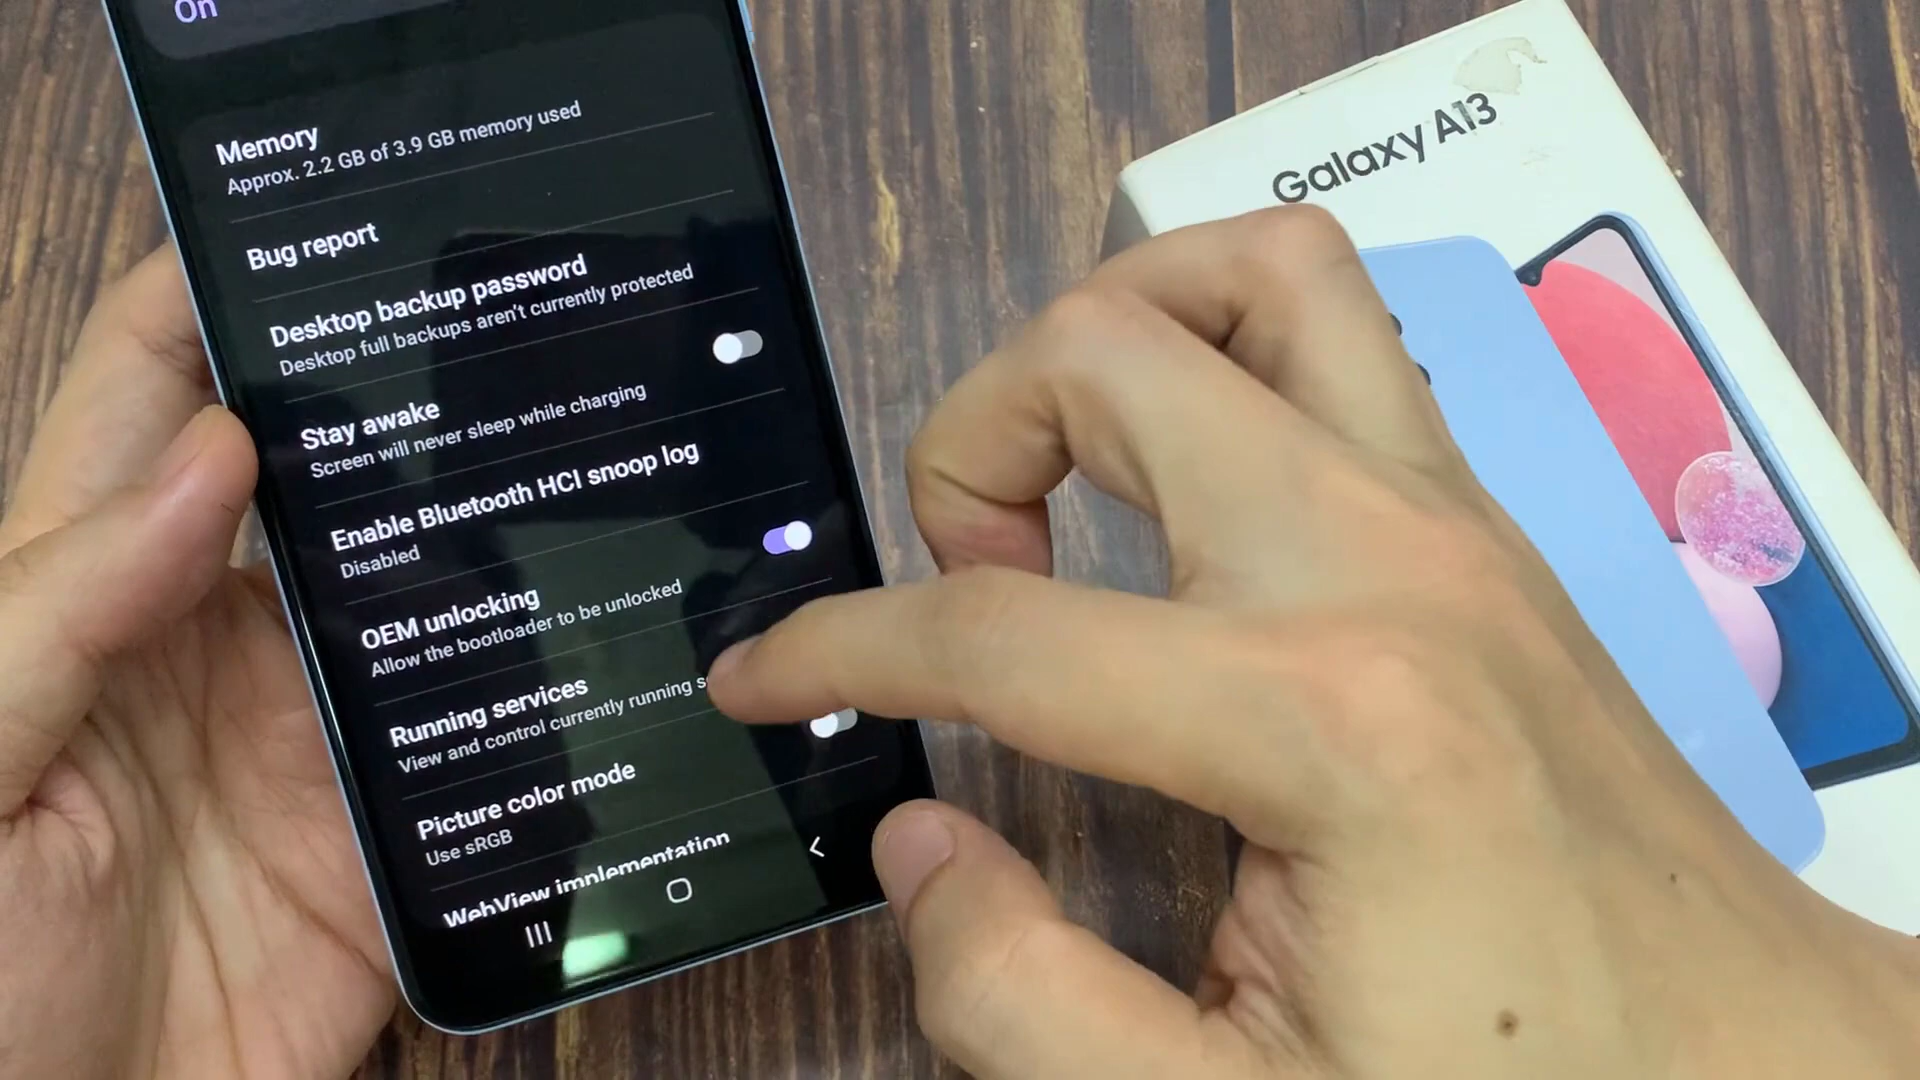 On
Memory
Approx. 2.2 GB of 3.9 GB memory used
Bug report
Desktop backup password
Desktop full backups aren't currently protected
Stay awake
Screen will never sleep while charging
Enable Bluetooth HCI snoop log
Disabled
OEM unlocking
Allow the bootloader to be unlocked
Running services
View and control currently running
Picture color mode
Use sRGB
WebView implementation
Galaxy A13